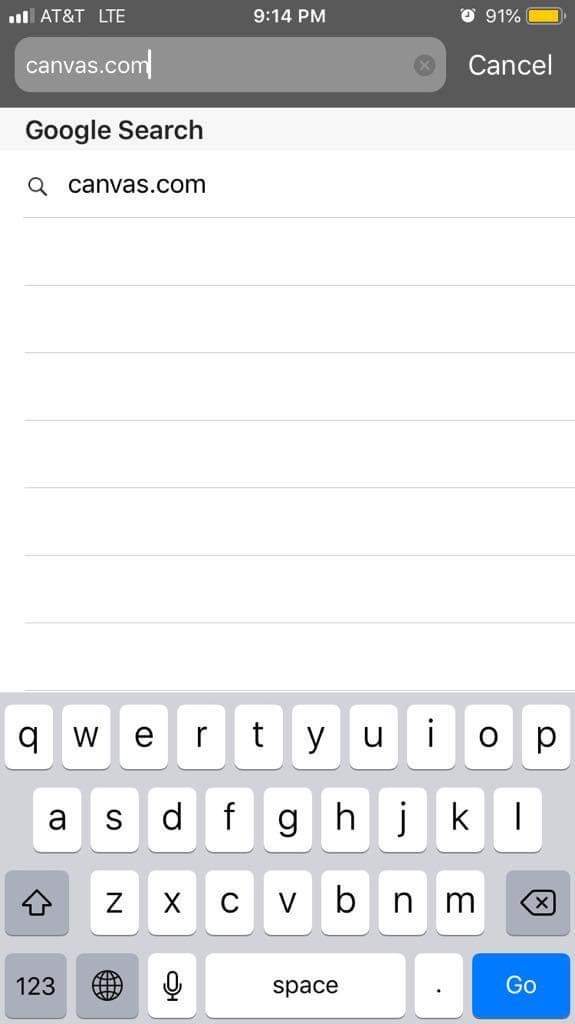 AT&T LTE 9:14 PM 91%
canvas.com Cancel
Google Search
canvas.com
q w e r t y u i o p
a s d f g h j k l
z x c v b n m
123 space . Go